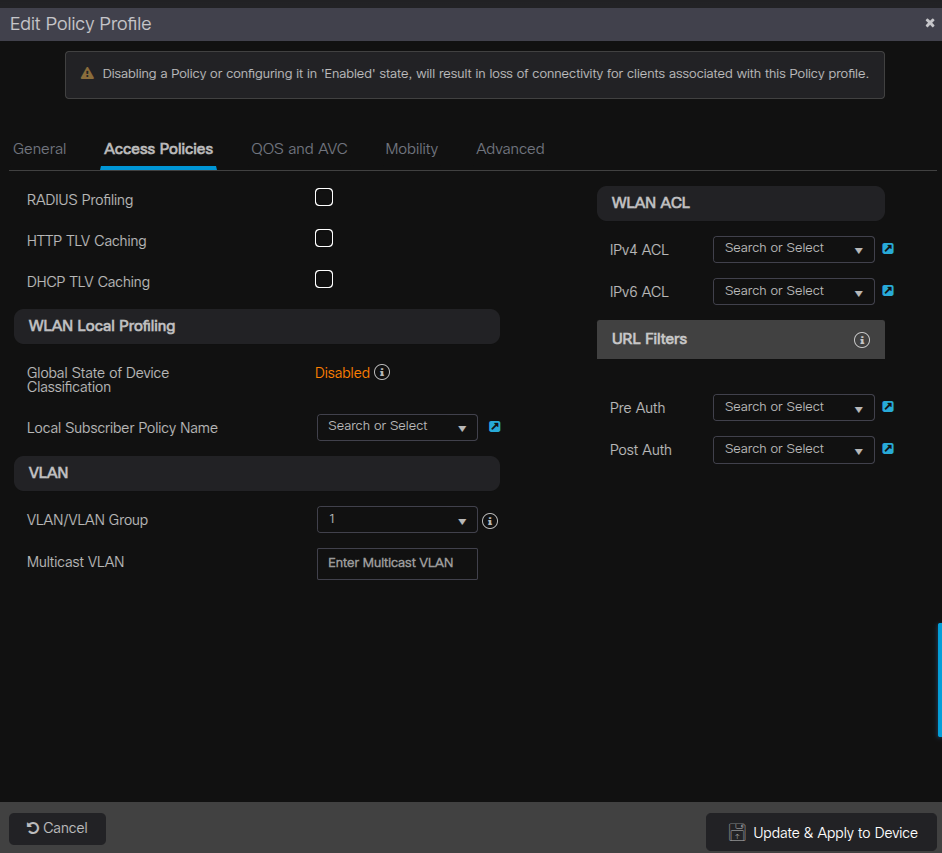 Edit Policy Profile
Disabling a Policy or configuring it in 'Enabled' state, will result in loss of connectivity for clients associated with this Policy profile.
General Access Policies QOS and AVC Mobility Advanced
RADIUS Profiling
HTTP TLV Caching
DHCP TLV Caching
WLAN Local Profiling
Global State of Device
Classification
Disabled
Local Subscriber Policy Name
Search or Select
VLAN
VLAN/VLAN Group
1
Multicast VLAN
Enter Multicast VLAN
WLAN ACL
IPv4 ACL
Search or Select
IPv6 ACL
Search or Select
URL Filters
Pre Auth
Search or Select
Post Auth
Search or Select
Cancel
Update & Apply to Device